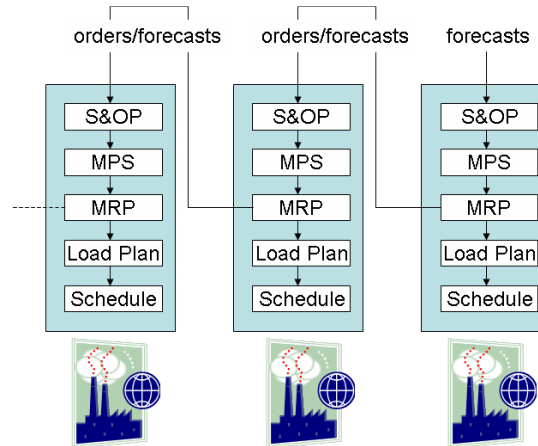 orders/forecasts
orders/forecasts
forecasts
S&OP
MPS
MRP
Load Plan
Schedule
S&OP
MPS
MRP
Load Plan
Schedule
S&OP
MPS
MRP
Load Plan
Schedule